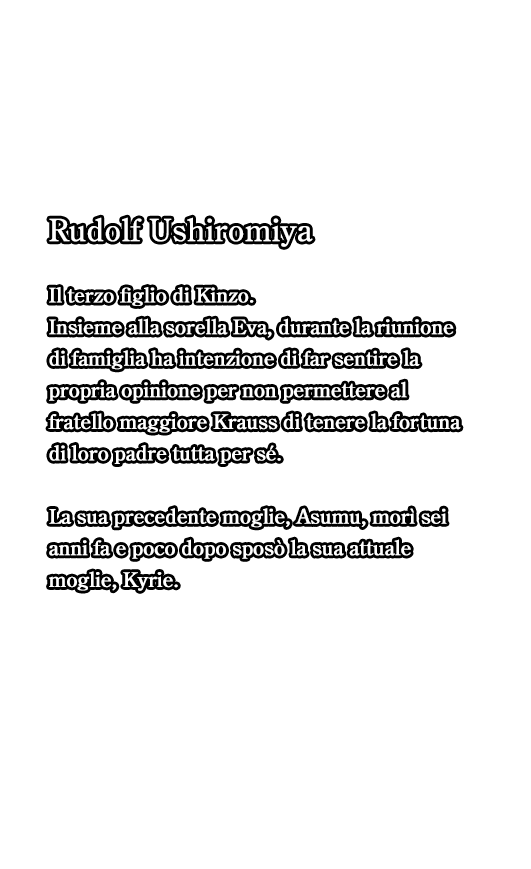 Rudolf Ushiromiya
Il terzo figlio di Kinzo.
Insieme alla sorella Eva, durante la riunione
di famiglia ha intenzione di far sentire la
propria opinione per non permettere al
fratello maggiore Krauss di tenere la fortuna
di loro padre tutta per sé.
La sua precedente moglie, Asumu, morì sei
anni fa e poco dopo sposò la sua attuale
moglie, Kyrie.